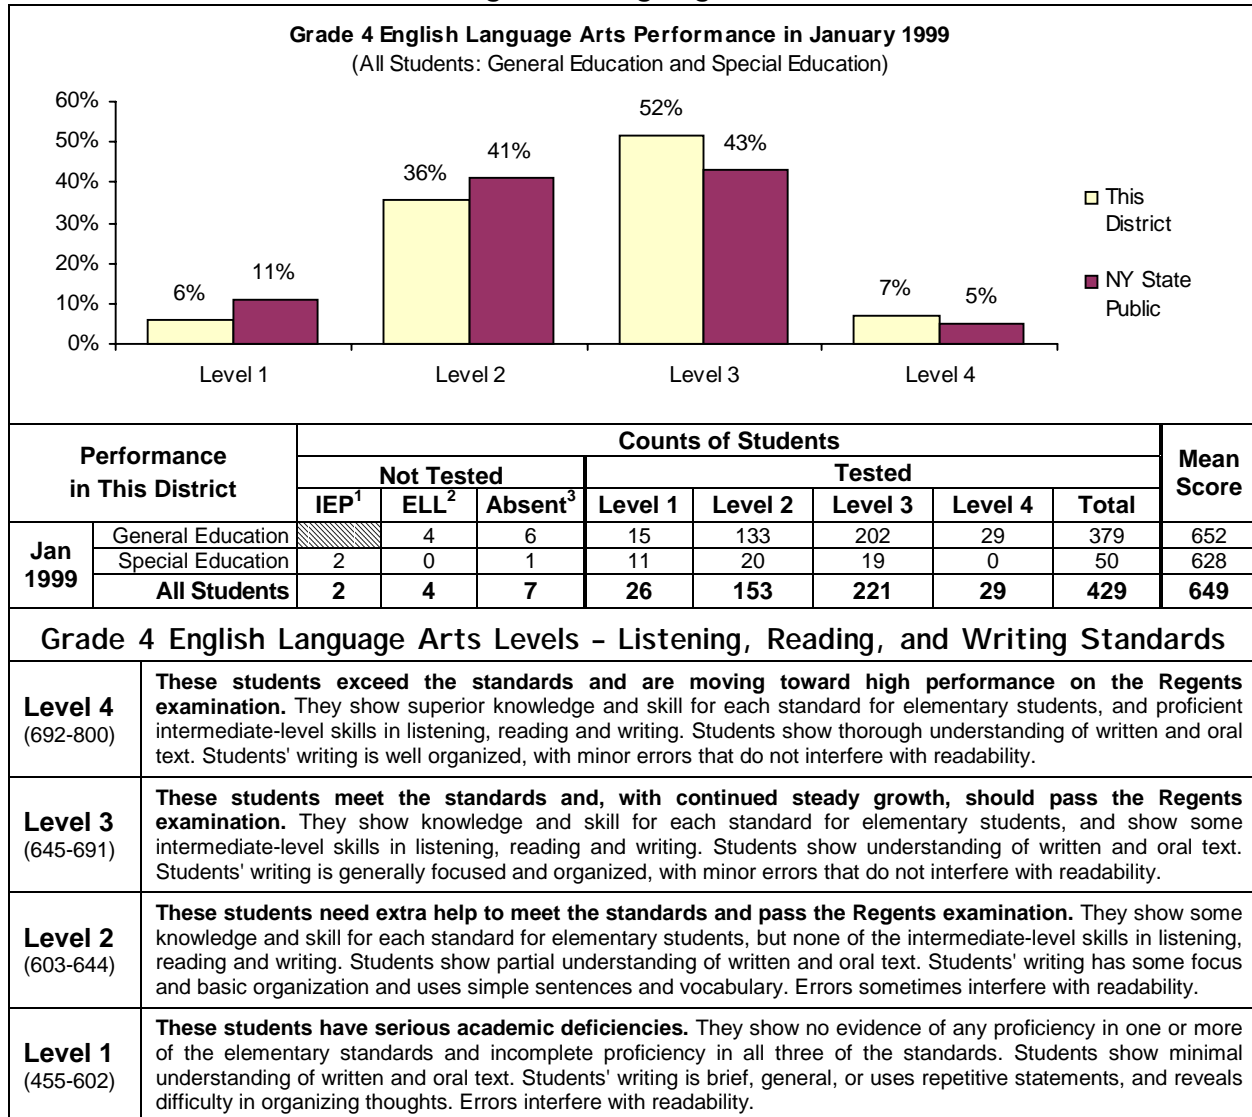 Grade 4 English Language Arts Performance in January 1999
(All Students: General Education and Special Education)
60%
50%
40%
30%
20%
10%
0%
6%
11%
36%
41%
52%
43%
7%
5%
Level 1
Level 2
Level 3
Level 4
This
District
NY State
Public
Performance
in This District
Counts of Students
Mean
Score
Not Tested
Tested
IEP1 ELL2 Absent3 Level 1 Level 2 Level 3 Level 4 Total
Jan
1999
General Education 4 6 15 133 202 29 379 652
Special Education 2 0 1 11 20 19 0 50 628
All Students 2 4 7 26 153 221 29 429 649
Grade 4 English Language Arts Levels – Listening, Reading, and Writing Standards
Level 4
(692-800)
These students exceed the standards and are moving toward high performance on the Regents
examination. They show superior knowledge and skill for each standard for elementary students, and proficient
intermediate-level skills in listening, reading and writing. Students show thorough understanding of written and oral
text. Students' writing is well organized, with minor errors that do not interfere with readability.
Level 3
(645-691)
These students meet the standards and, with continued steady growth, should pass the Regents
examination. They show knowledge and skill for each standard for elementary students, and show some
intermediate-level skills in listening, reading and writing. Students show understanding of written and oral text.
Students' writing is generally focused and organized, with minor errors that do not interfere with readability.
Level 2
(603-644)
These students need extra help to meet the standards and pass the Regents examination. They show some
knowledge and skill for each standard for elementary students, but none of the intermediate-level skills in listening,
reading and writing. Students show partial understanding of written and oral text. Students' writing has some focus
and basic organization and uses simple sentences and vocabulary. Errors sometimes interfere with readability.
Level 1
(455-602)
These students have serious academic deficiencies. They show no evidence of any proficiency in one or more
of the elementary standards and incomplete proficiency in all three of the standards. Students show minimal
understanding of written and oral text. Students' writing is brief, general, or uses repetitive statements, and reveals
difficulty in organizing thoughts. Errors interfere with readability.